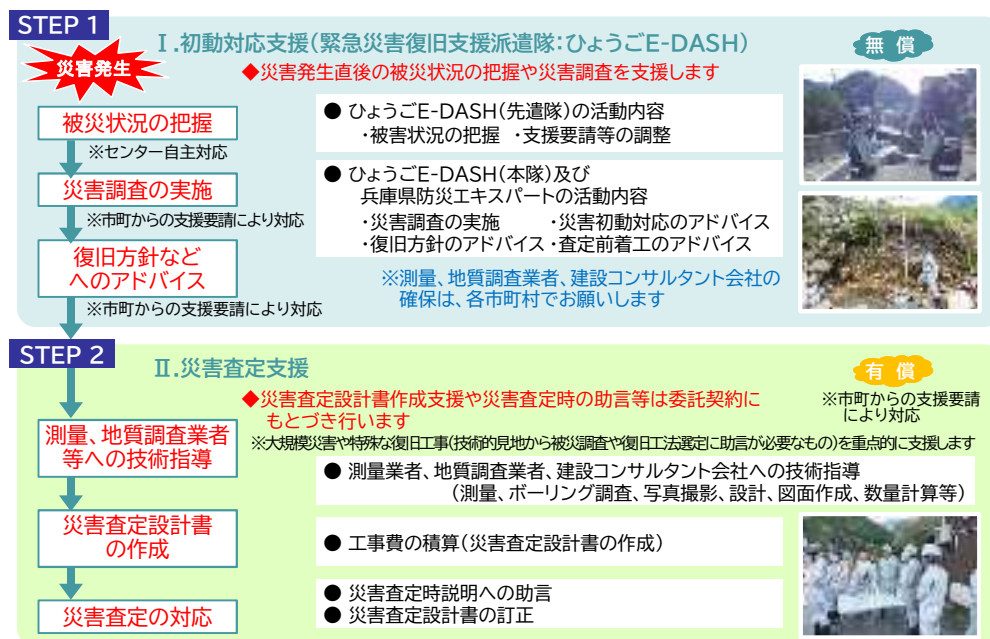 STEP 1
Ⅰ.初動対応支援(緊急災害復旧支援派遣隊:ひょうごE-DASH)
無 償
災害発生
◆災害発生直後の被災状況の把握や災害調査を支援します
被災状況の把握
※センター自主対応
● ひょうごE-DASH(先遣隊)の活動内容
・被害状況の把握 ・支援要請等の調整
災害調査の実施
※市町からの支援要請により対応
● ひょうごE-DASH(本隊)及び
兵庫県防災エキスパートの活動内容
・災害調査の実施 ・災害初動対応のアドバイス
・復旧方針のアドバイス ・査定前着工のアドバイス
復旧方針など
へのアドバイス
※市町からの支援要請により対応
※測量、地質調査業者、建設コンサルタント会社の
確保は、各市町村でお願いします
STEP 2
Ⅱ.災害査定支援
有 償
◆災害査定設計書作成支援や災害査定時の助言等は委託契約に
もとづき行います
※市町からの支援要請
により対応
※大規模災害や特殊な復旧工事(技術的見地から被災調査や復旧工法選定に助言が必要なもの)を重点的に支援します
測量、地質調査業者
等への技術指導
● 測量業者、地質調査業者、建設コンサルタント会社への技術指導
(測量、ボーリング調査、写真撮影、設計、図面作成、数量計算等)
災害査定設計書
の作成
● 工事費の積算(災害査定設計書の作成)
災害査定の対応
● 災害査定時説明への助言
● 災害査定設計書の訂正